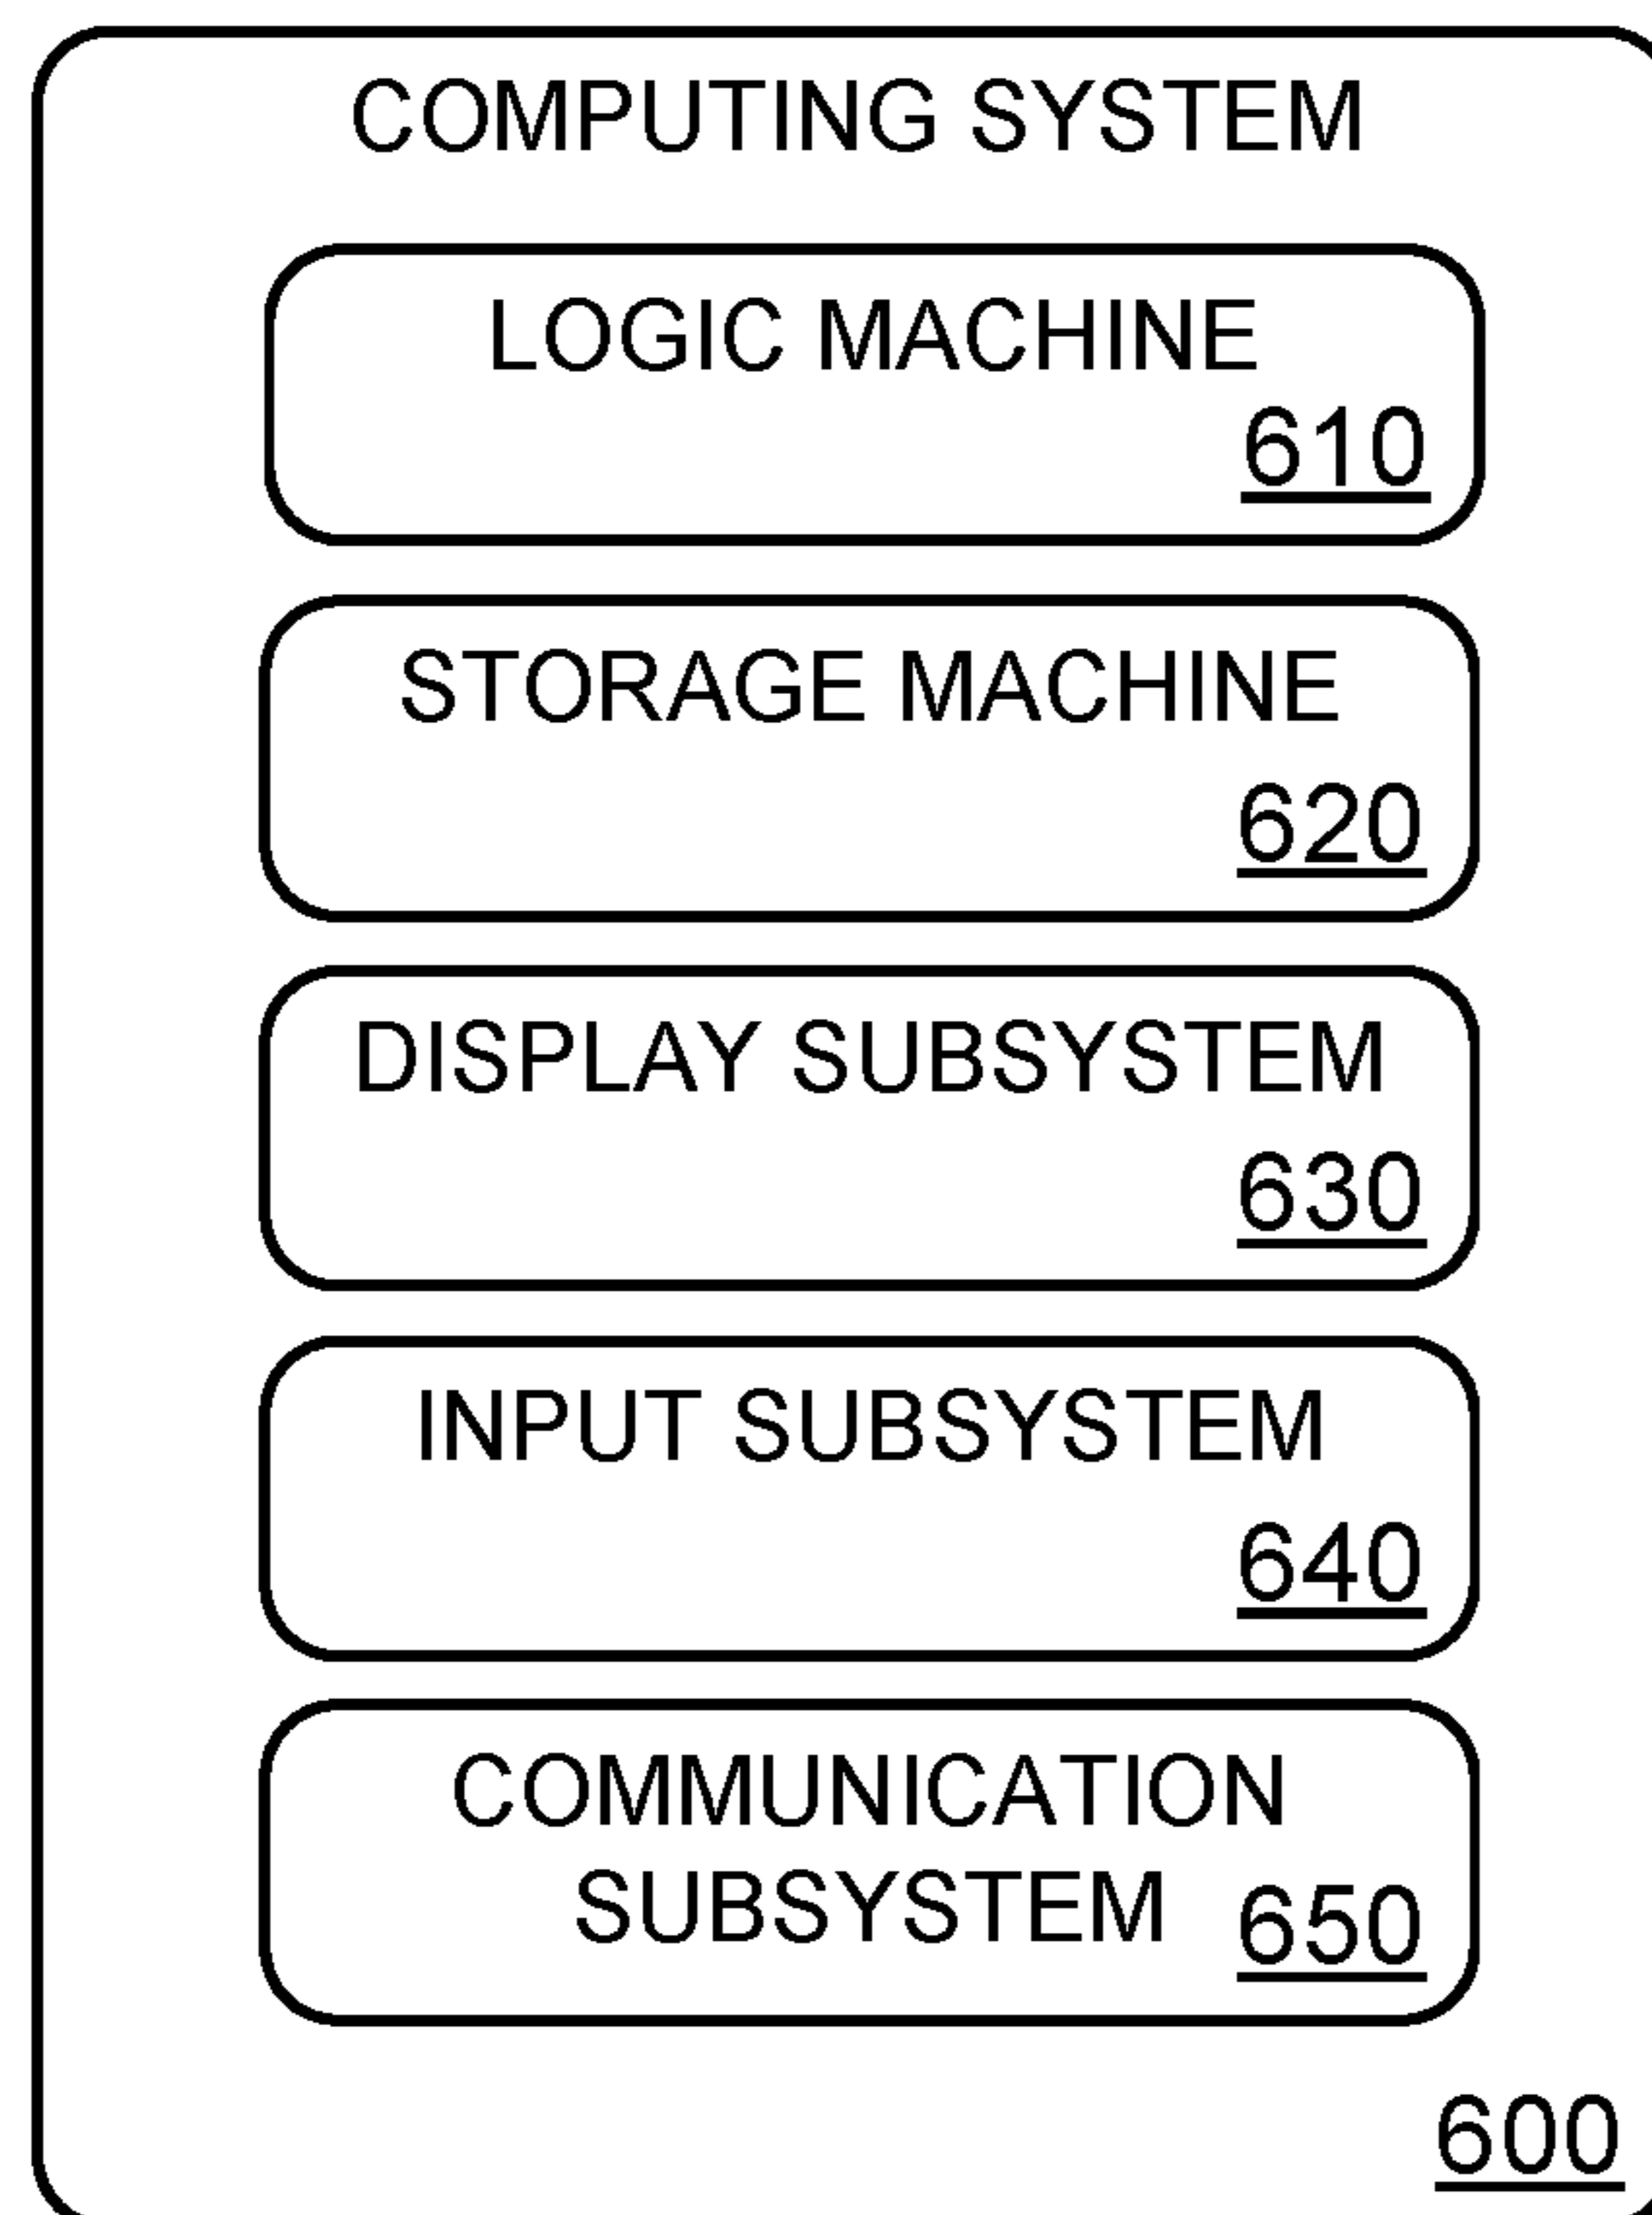 COMPUTING SYSTEM
LOGIC MACHINE
610
STORAGE MACHINE
620
DISPLAY SUBSYSTEM
630
INPUT SUBSYSTEM
640
COMMUNICATION
SUBSYSTEM 650
600